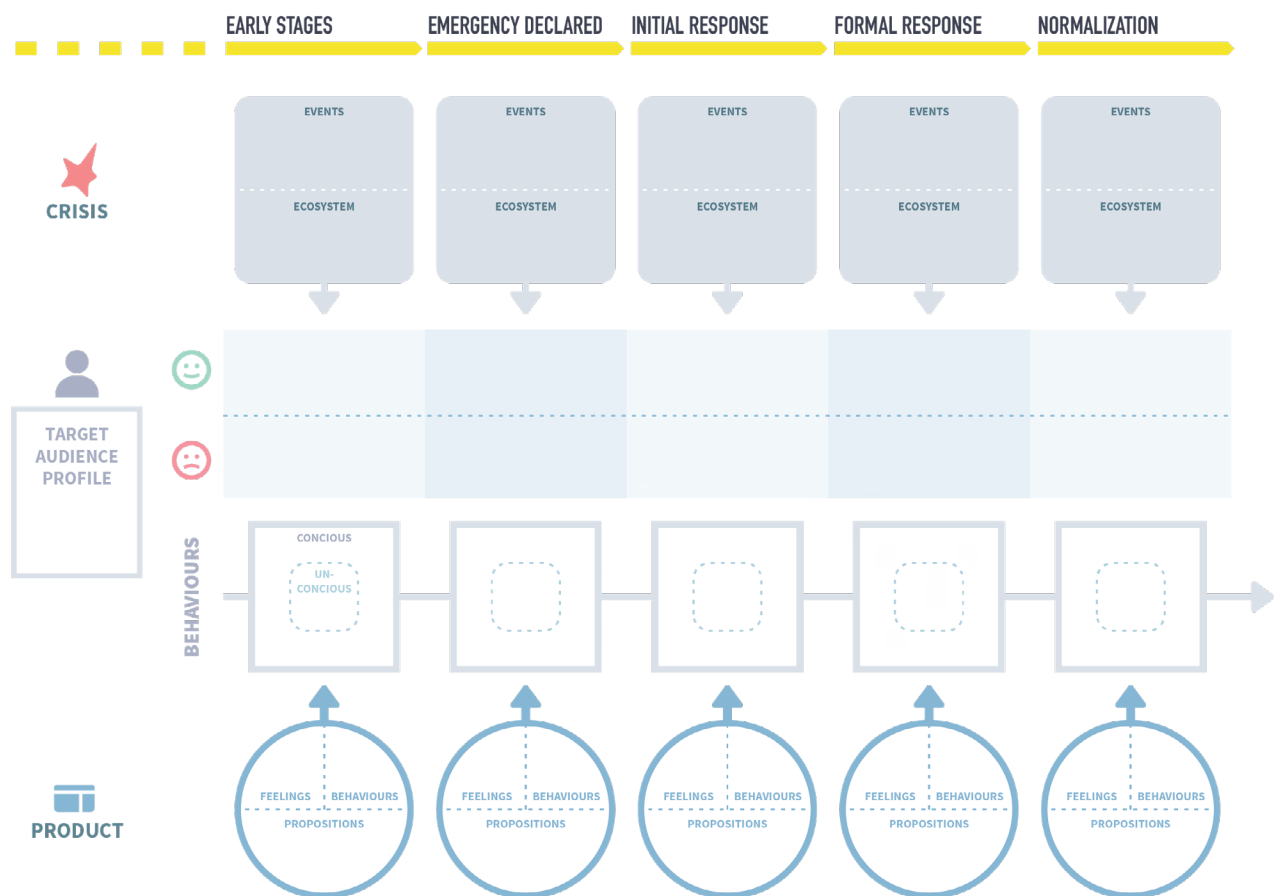 EARLY STAGES
EMERGENCY DECLARED
INITIAL RESPONSE
FORMAL RESPONSE
NORMALIZATION
EVENTS
EVENTS
EVENTS
EVENTS
EVENTS
CRISIS
ECOSYSTEM
ECOSYSTEM
ECOSYSTEM
ECOSYSTEM
ECOSYSTEM
TARGET
AUDIENCE
PROFILE
BEHAVIOURS
CONCIOUS
UN-
CONCIOUS
PRODUCT
FEELINGS
BEHAVIOURS
PROPOSITIONS
FEELINGS
BEHAVIOURS
PROPOSITIONS
FEELINGS
BEHAVIOURS
PROPOSITIONS
FEELINGS
BEHAVIOURS
PROPOSITIONS
FEELINGS
BEHAVIOURS
PROPOSITIONS